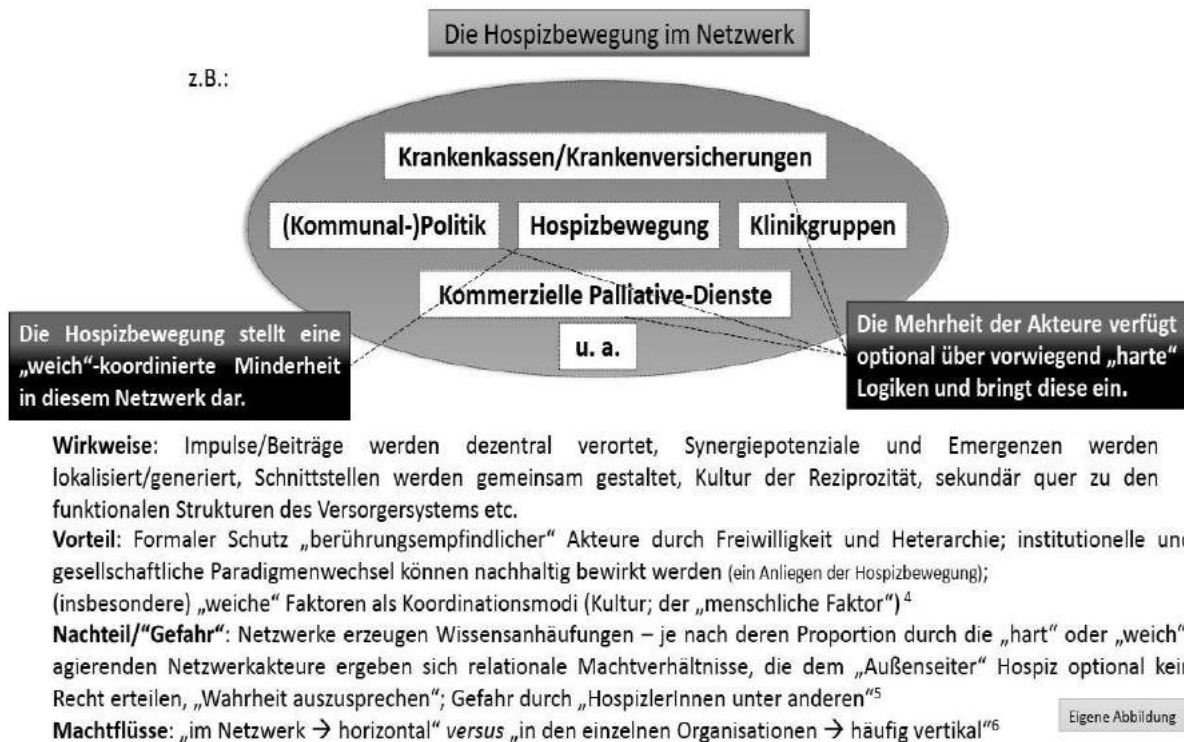 Die Hospizbewegung im Netzwerk
z.B.:
Krankenkassen/Krankenversicherungen
(Kommunal-)Politik
Hospizbewegung
Klinikgruppen
Kommerzielle Palliative-Dienste
u. a.
Die Hospizbewegung stellt eine
„weich“-koordinierte Minderheit
in diesem Netzwerk dar.
Die Mehrheit der Akteure verfügt
optional über vorwiegend „harte“
Logiken und bringt diese ein.
Wirkweise: Impulse/Beiträge werden dezentral verortet, Synergiepotenziale und Emergenzen werden
lokalisiert/generiert, Schnittstellen werden gemeinsam gestaltet, Kultur der Reziprozität, sekundär quer zu den
funktionalen Strukturen des Versorgersystems etc.
Vorteil: Formaler Schutz „berührungsempfindlicher“ Akteure durch Freiwilligkeit und Heterarchie; institutionelle und
gesellschaftliche Paradigmenwechsel können nachhaltig bewirkt werden (ein Anliegen der Hospizbewegung);
(insbesondere) „weiche“ Faktoren als Koordinationsmodi (Kultur; der „menschliche Faktor“) 4
Nachteil/“Gefahr“: Netzwerke erzeugen Wissensanhäufungen – je nach deren Proportion durch die „hart“ oder „weich“
agierenden Netzwerkakteure ergeben sich relationale Machtverhältnisse, die dem „Außenseiter“ Hospiz optional kein
Recht erteilen, „Wahrheit auszusprechen“; Gefahr durch „HospizlerInnen unter anderen“5
Machtflüsse: „im Netzwerk → horizontal“ versus „in den einzelnen Organisationen → häufig vertikal“6
Eigene Abbildung